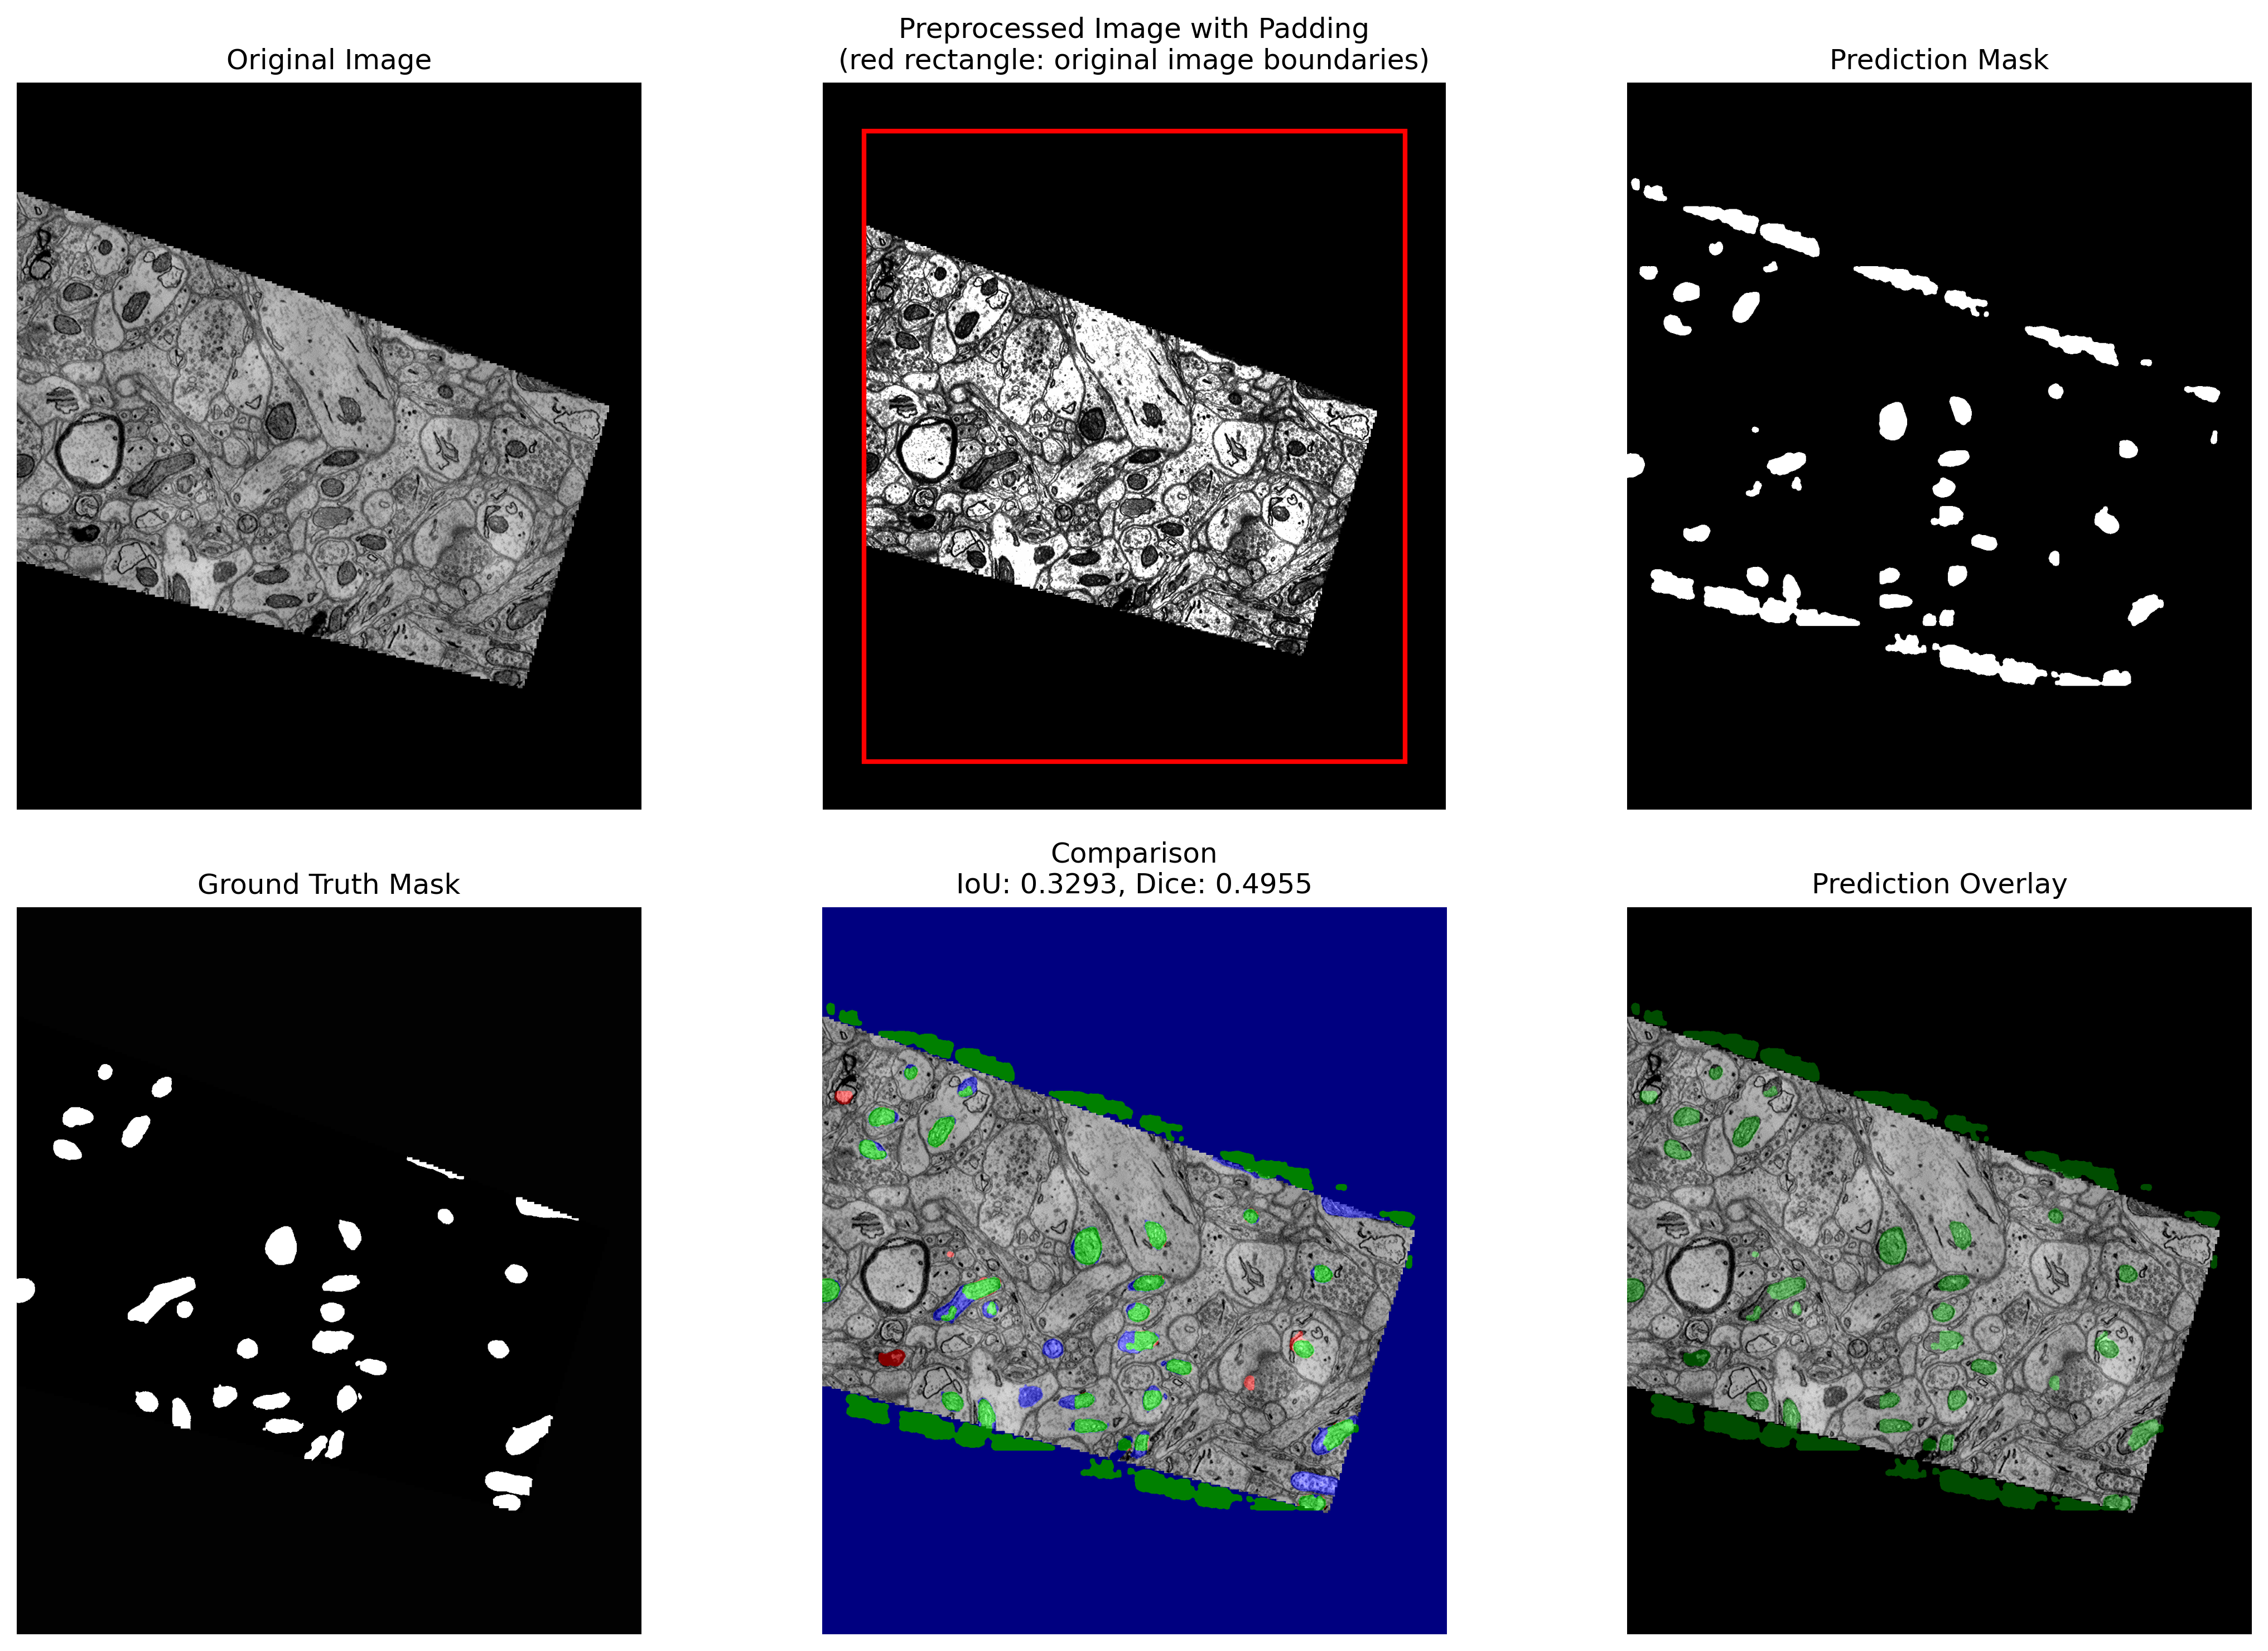 Original Image
Preprocessed Image with Padding
(red rectangle: original image boundaries)
Prediction Mask
Ground Truth Mask
Comparison
IoU: 0.3293, Dice: 0.4955
Prediction Overlay